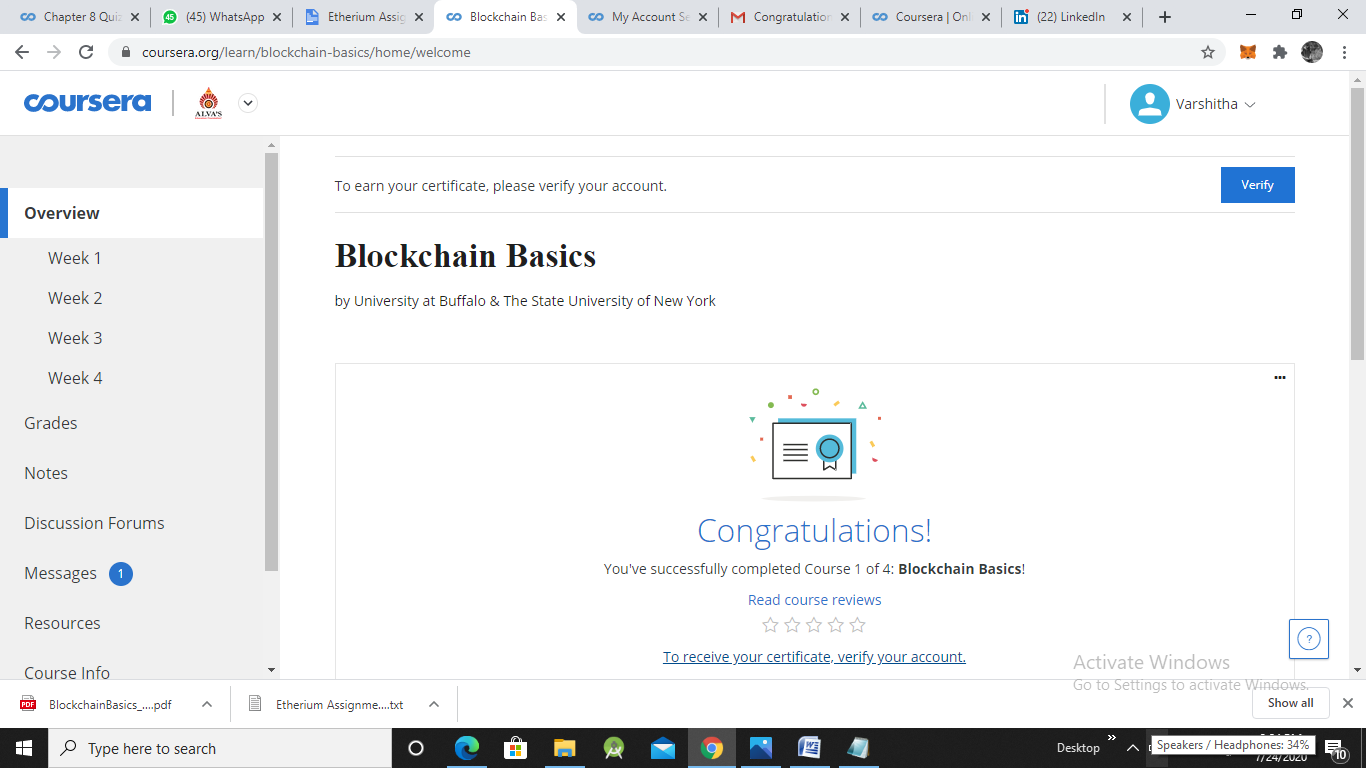 Chapter 8 Quiz
(45) WhatsApp
Etherium Assig
Blockchain Bas
My Account Se
Congratulation
Coursera | Onl
(22) LinkedIn
coursera.org/learn/blockchain-basics/home/welcome
coursera
ALVA'S
Varshitha
To earn your certificate, please verify your account.
Verify
Overview
Week 1
Week 2
Week 3
Week 4
Grades
Notes
Discussion Forums
Messages 1
Resources
Course Info
Blockchain Basics
by University at Buffalo & The State University of New York
Congratulations!
You've successfully completed Course 1 of 4: Blockchain Basics!
Read course reviews
To receive your certificate, verify your account.
?
Activate Windows
Go to Settings to activate Windows.
PDF
BlockchainBasics_....pdf
Etherium Assignme....txt
Show all
Type here to search
Desktop
Speakers / Headphones: 34%
7/24/2020
10